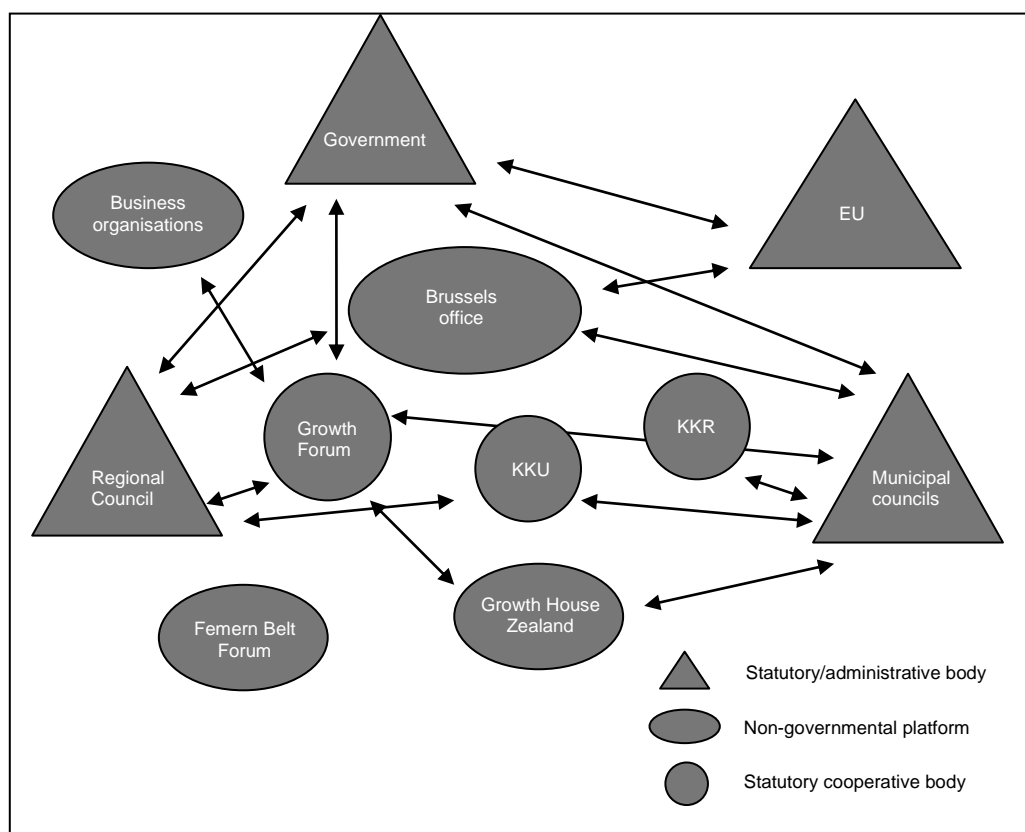 Government
Business
organisations
EU
Brussels
office
Growth
Forum
KKR
KKU
Regional
Council
Municipal
councils
Growth House
Zealand
Femern Belt
Forum
Statutory/administrative body
Non-governmental platform
Statutory cooperative body